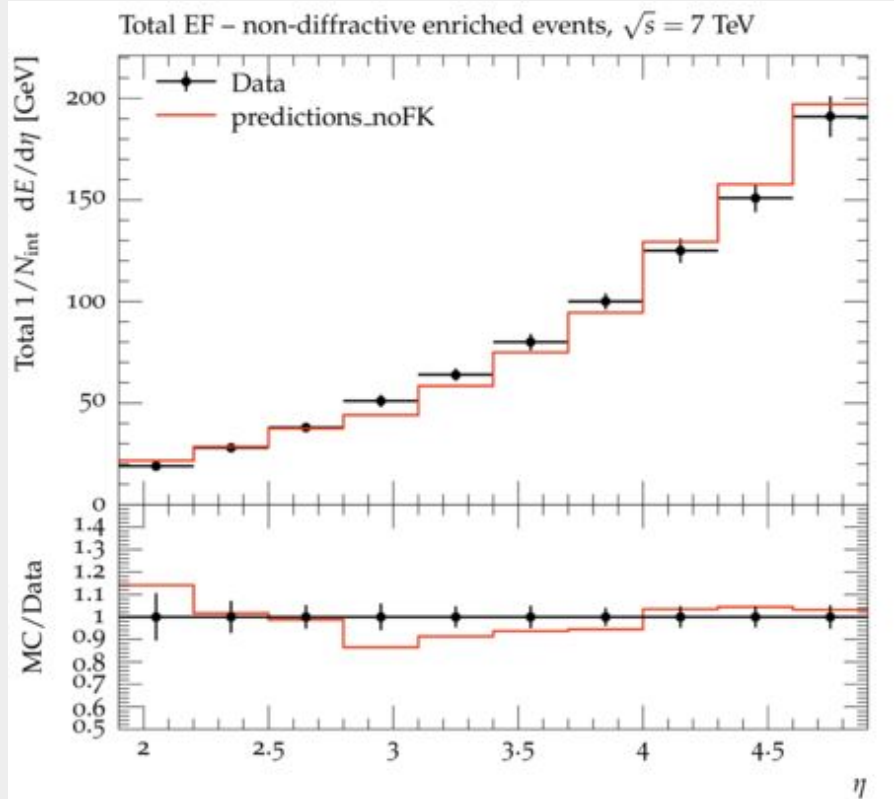 Total EF – non-diffractive enriched events, √s = 7 TeV
Total 1/N_int dE/dη [GeV]
Data
predictions_noFK
200
150
100
50
0
MC/Data
1.4
1.3
1.2
1.1
1
0.9
0.8
0.7
0.6
0.5
2 2.5 3 3.5 4 4.5
η